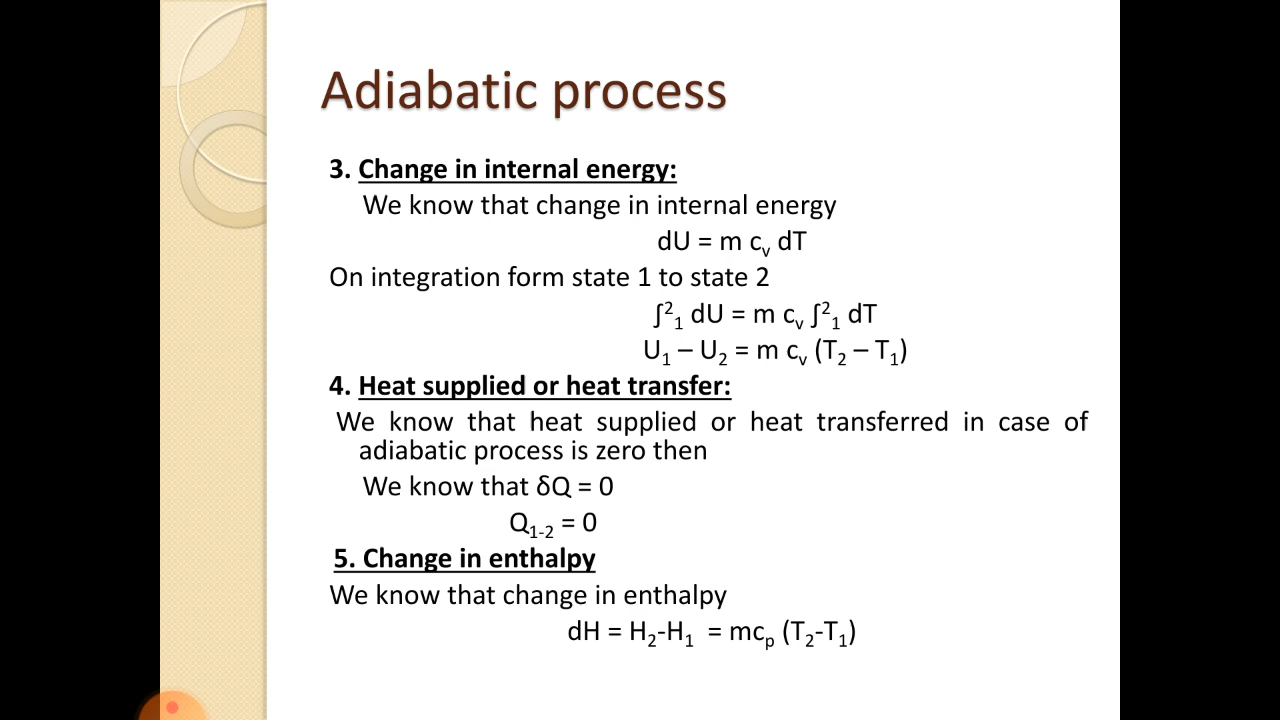 Adiabatic process
3. Change in internal energy:
We know that change in internal energy
dU = m cᵥ dT
On integration form state 1 to state 2
∫²₁ dU = m cᵥ ∫²₁ dT
U₁ – U₂ = m cᵥ (T₂ – T₁)
4. Heat supplied or heat transfer:
We know that heat supplied or heat transferred in case of
adiabatic process is zero then
We know that δQ = 0
Q₁₋₂ = 0
5. Change in enthalpy
We know that change in enthalpy
dH = H₂-H₁ = mcₚ (T₂-T₁)